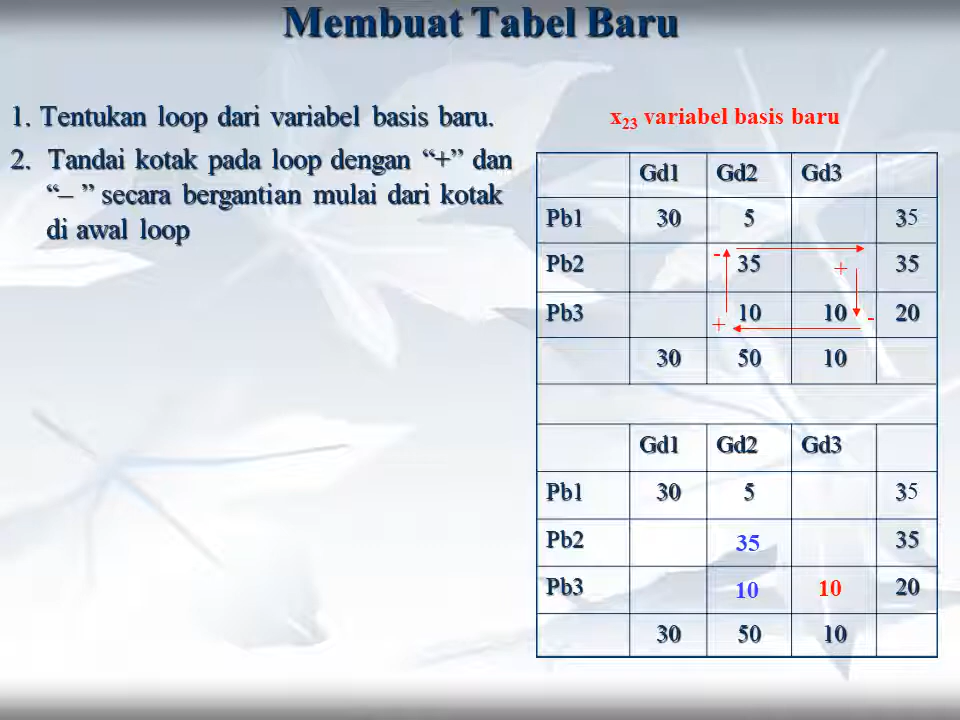 Membuat Tabel Baru
1. Tentukan loop dari variabel basis baru.
2. Tandai kotak pada loop dengan “+” dan
“– ” secara bergantian mulai dari kotak
di awal loop
x23 variabel basis baru
Gd1 Gd2 Gd3
Pb1 30 5 35
Pb2 - 35 + 35
Pb3 + 10 10 - 20
30 50 10
Gd1 Gd2 Gd3
Pb1 30 5 35
Pb2 35 35
Pb3 10 10 20
30 50 10